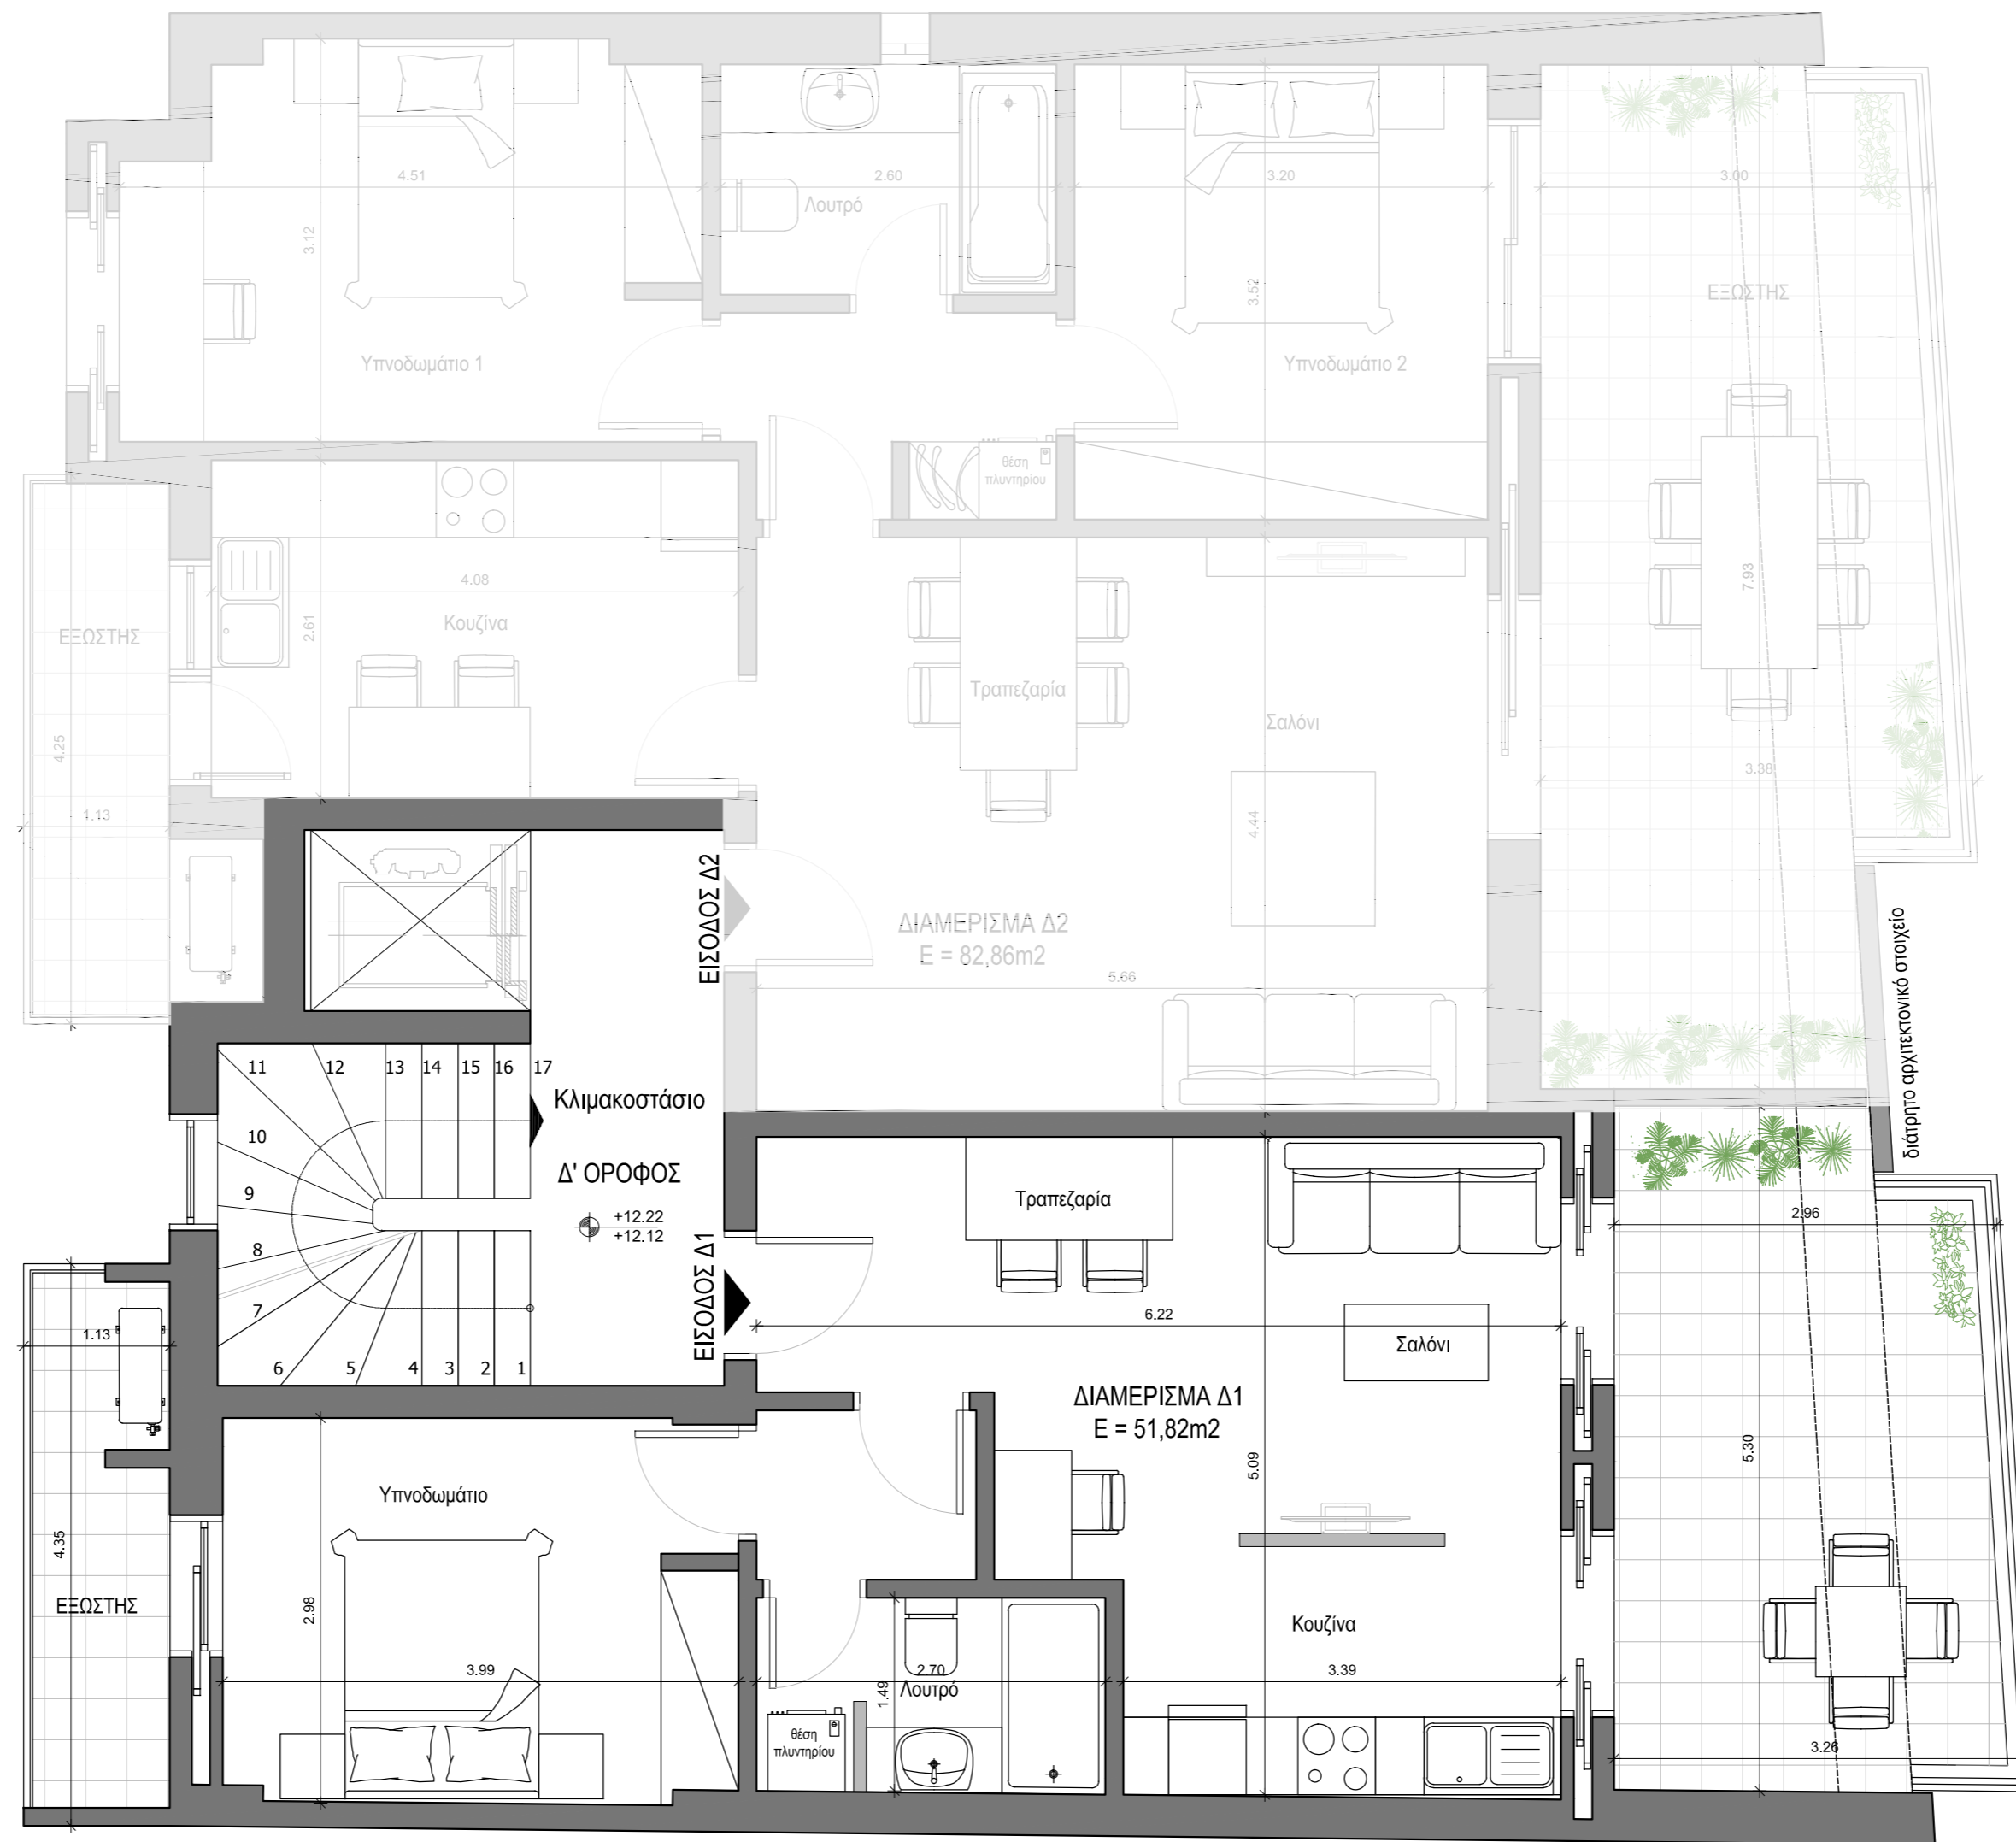 4.51
2.60
3.20
3.00
Λουτρό
3.12
3.52
ΕΞΩΣΤΗΣ
Υπνοδωμάτιο 1
Υπνοδωμάτιο 2
θέση
πλυντηρίου
4.08
Κουζίνα
2.61
ΕΞΩΣΤΗΣ
7.93
Τραπεζαρία
Σαλόνι
4.25
3.38
1.13
4.44
ΕΙΣΟΔΟΣ Δ2
ΔΙΑΜΕΡΙΣΜΑ Δ2
Ε = 82,86m2
5.66
διάτρητο αρχιτεκτονικό στοιχείο
11
12
13
14
15
16
17
Κλιμακοστάσιο
10
9
8
7
6
5
4
3
2
1
Δ' ΟΡΟΦΟΣ
+12.22
+12.12
ΕΙΣΟΔΟΣ Δ1
Τραπεζαρία
2.96
6.22
Σαλόνι
1.13
ΔΙΑΜΕΡΙΣΜΑ Δ1
Ε = 51,82m2
5.09
5.30
Υπνοδωμάτιο
4.35
ΕΞΩΣΤΗΣ
2.98
Κουζίνα
3.99
2.70
3.39
Λουτρό
1.49
θέση
πλυντηρίου
3.26